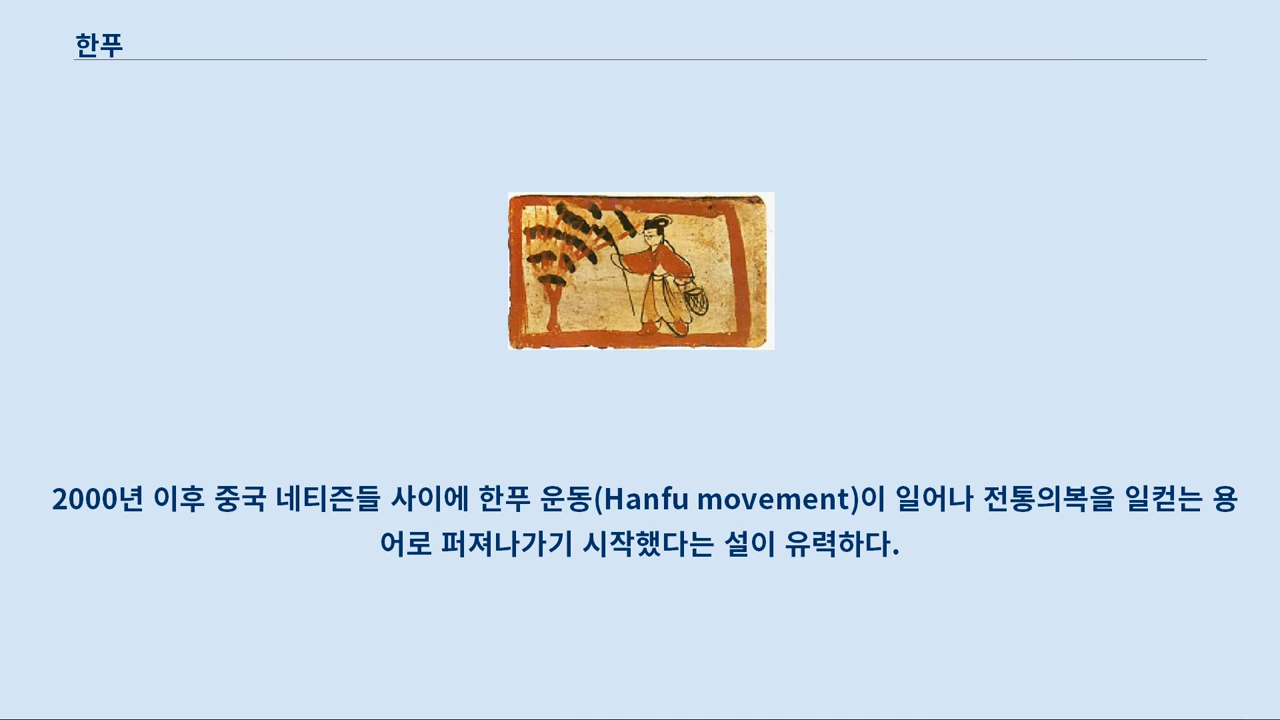 한푸
2000년 이후 중국 네티즌들 사이에 한푸 운동(Hanfu movement)이 일어나 전통의복을 일컫는 용
어로 퍼져나가기 시작했다는 설이 유력하다.